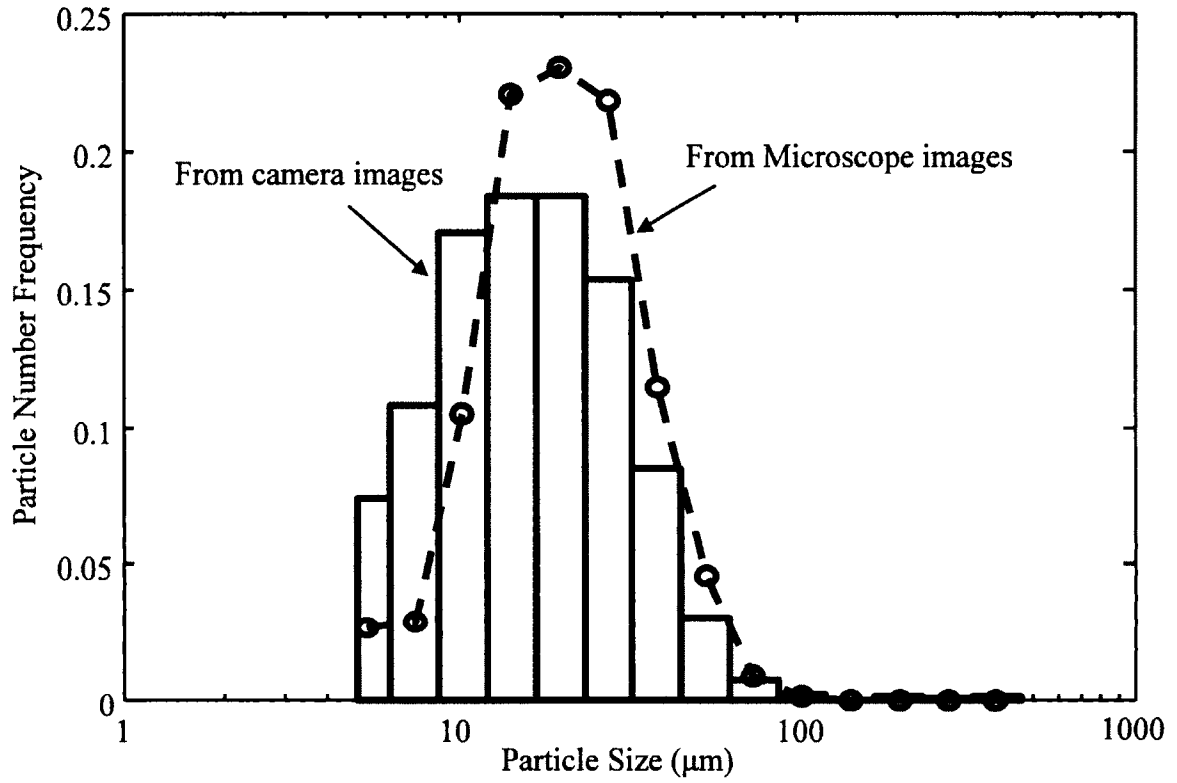 0.25
0.2
0.15
0.1
0.05
0
Particle Number Frequency
From camera images
From Microscope images
1
10
100
1000
Particle Size (μm)